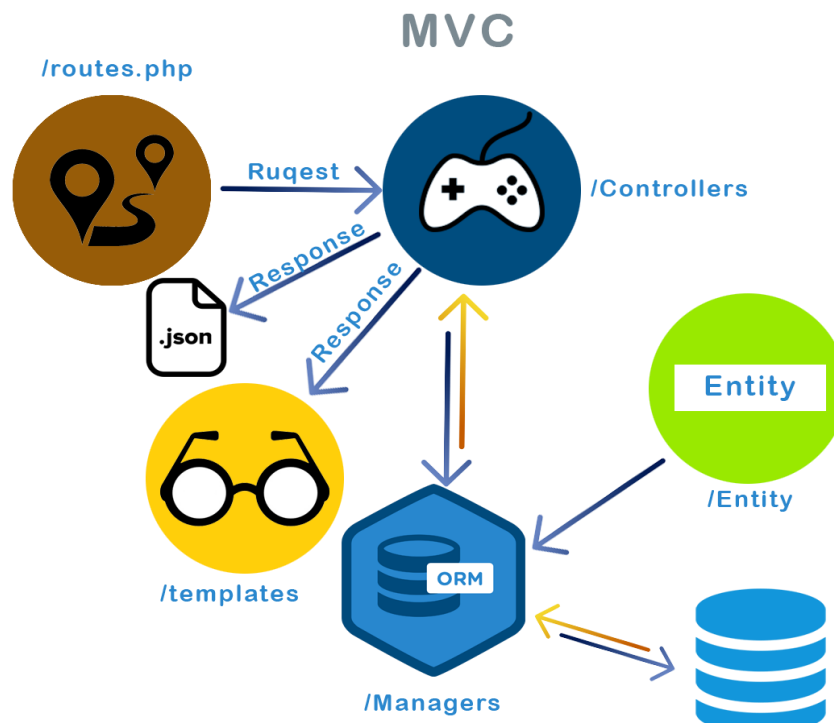 MVC
/routes.php
Ruqest
/Controllers
Response
Response
.json
Entity
/Entity
/templates
ORM
/Managers